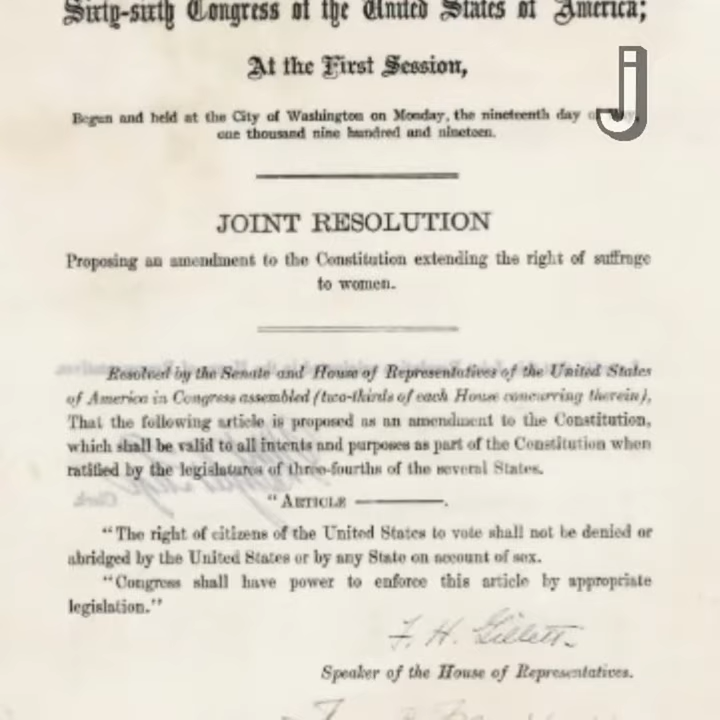 Sixty-sixth Congress of the United States of America;
At the First Session,
Begun and held at the City of Washington on Monday, the nineteenth day of May,
one thousand nine hundred and nineteen.
j
JOINT RESOLUTION
Proposing an amendment to the Constitution extending the right of suffrage
to women.
Resolved by the Senate and House of Representatives of the United States
of America in Congress assembled (two-thirds of each House concurring therein),
That the following article is proposed as an amendment to the Constitution,
which shall be valid to all intents and purposes as part of the Constitution when
ratified by the legislatures of three-fourths of the several States.
"ARTICLE ————.
"The right of citizens of the United States to vote shall not be denied or
abridged by the United States or by any State on account of sex.
"Congress shall have power to enforce this article by appropriate
legislation."
F. H. Gillett
Speaker of the House of Representatives.